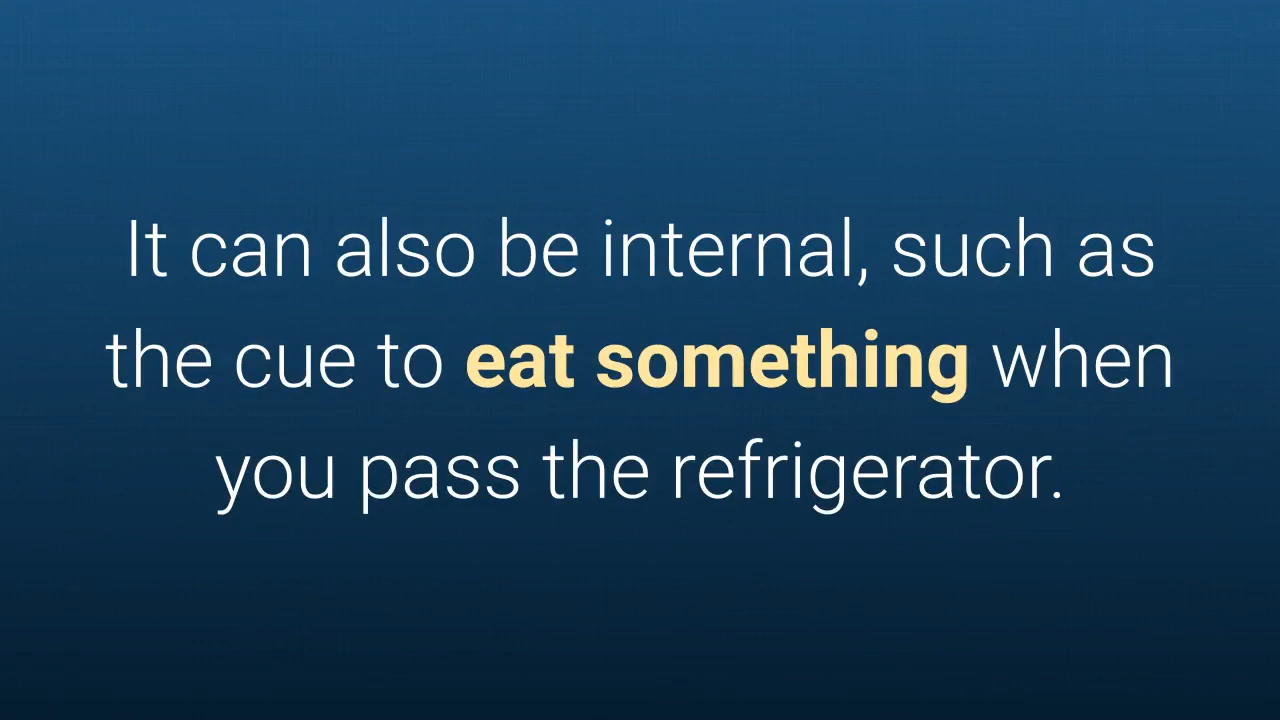 It can also be internal, such as
the cue to eat something when
you pass the refrigerator.